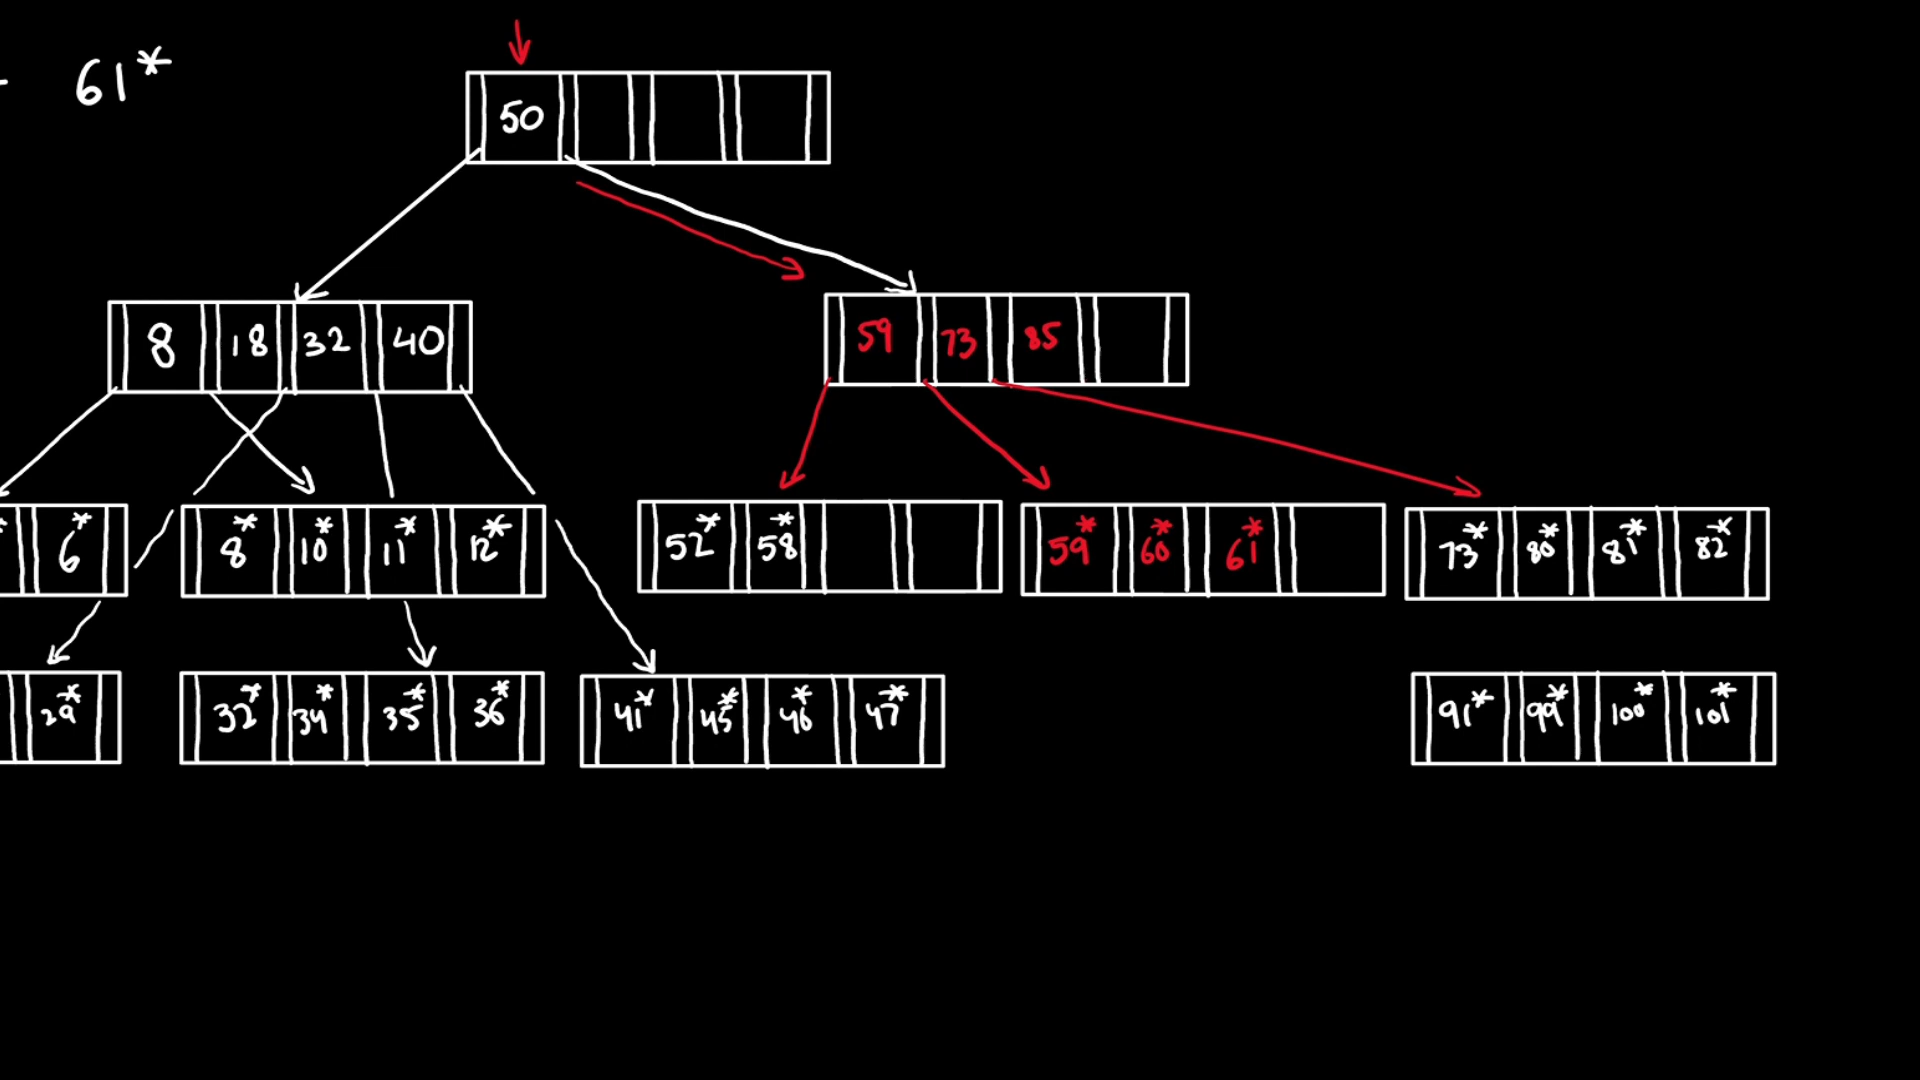 - 61*
50
8 18 32 40
59 73 85
6*
8* 10* 11* 12*
52* 58*
59* 60* 61*
73* 80* 81* 82*
29*
32* 34* 35* 36*
41* 45* 46* 47*
91* 99* 100* 101*